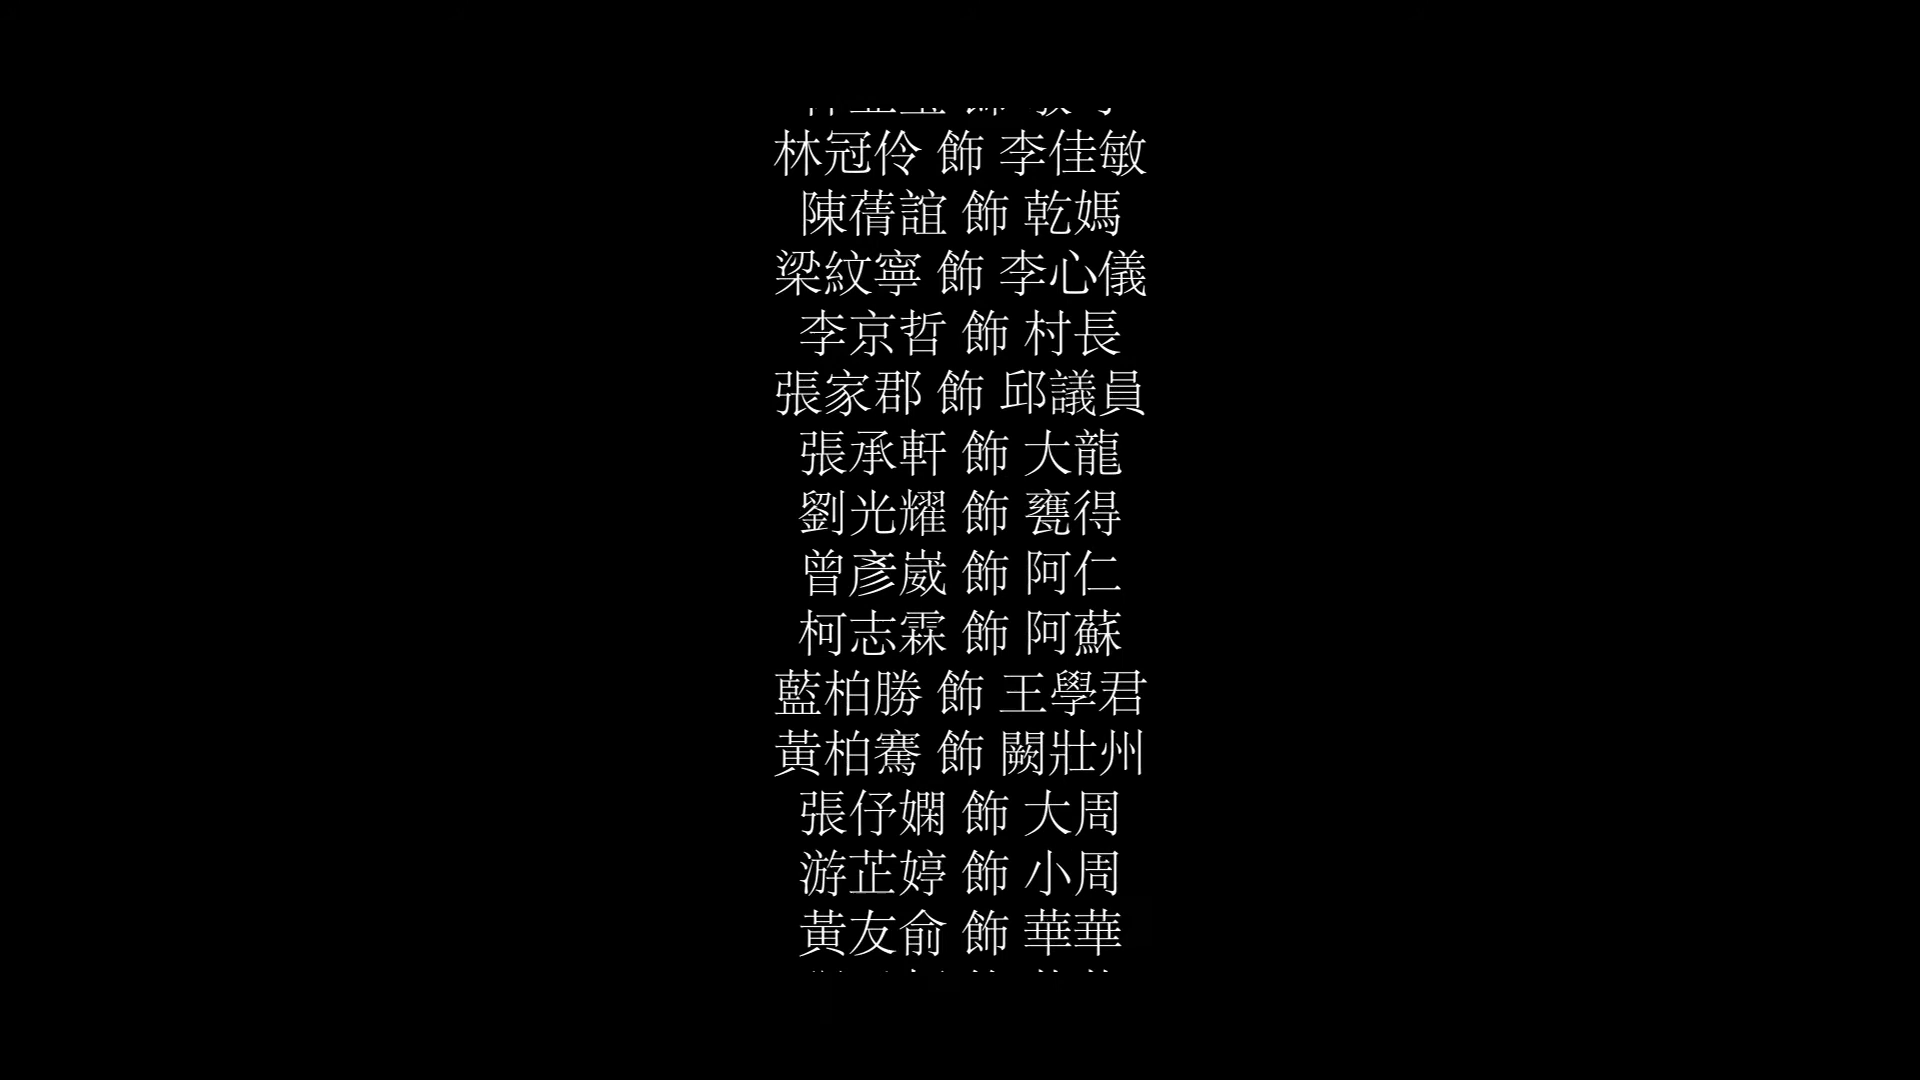 林冠伶 飾 李佳敏
陳蒨誼 飾 乾媽
梁紋寧 飾 李心儀
李京哲 飾 村長
張家郡 飾 邱議員
張承軒 飾 大龍
劉光耀 飾 甕得
曾彥崴 飾 阿仁
柯志霖 飾 阿蘇
藍柏勝 飾 王學君
黃柏騫 飾 闕壯州
張伃嫻 飾 大周
游芷婷 飾 小周
黃友俞 飾 華華